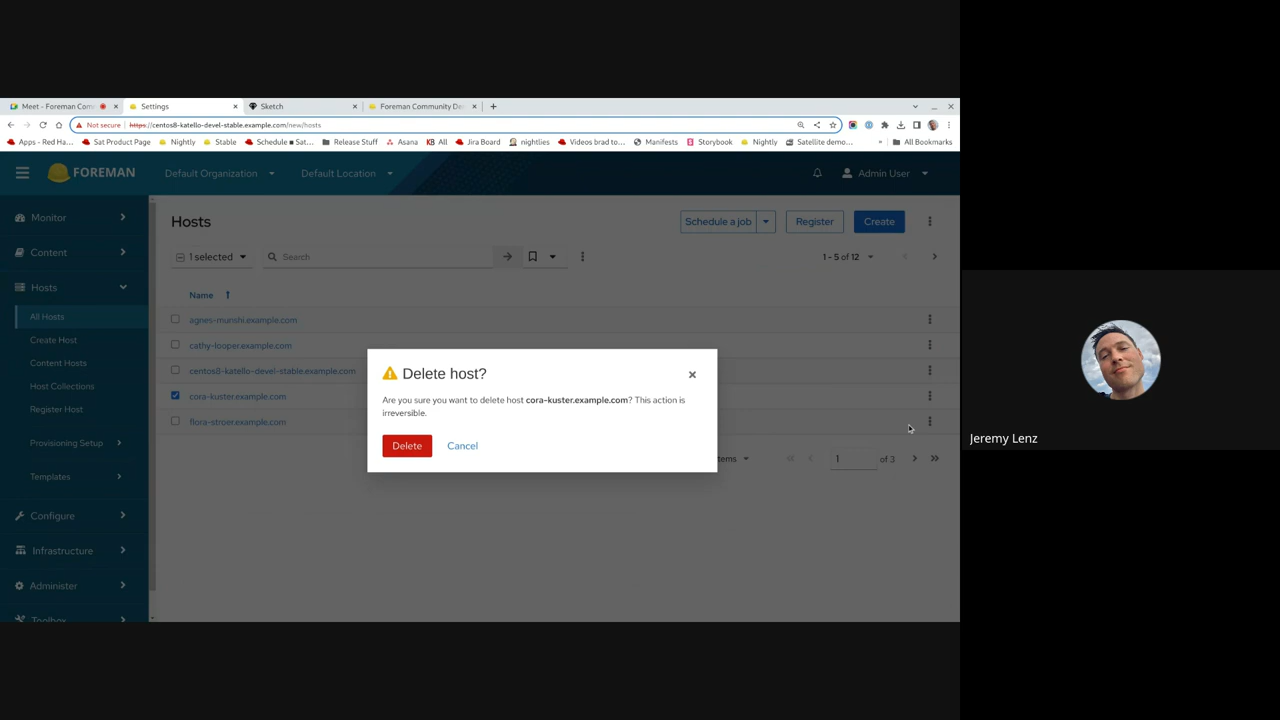 Meet - Foreman Com
Settings
Sketch
Foreman Community De
Not secure https://centos8-katello-devel-stable.example.com/new/hosts
Apps - Red Ha...
Sat Product Page
Nightly
Stable
Schedule ■ Sat...
Release Stuff
Asana
KB All
Jira Board
nightlies
Videos brad to...
Manifests
Storybook
Nightly
Satellite demo...
» All Bookmarks
FOREMAN
Default Organization
Default Location
Admin User
Monitor
Content
Hosts
All Hosts
Create Host
Content Hosts
Host Collections
Register Host
Provisioning Setup
Templates
Configure
Infrastructure
Administer
Toolbox
Hosts
Schedule a job
Register
Create
1 selected
Search
1 - 5 of 12
Name
agnes-munshi.example.com
cathy-looper.example.com
centos8-katello-devel-stable.example.com
cora-kuster.example.com
flora-stroer.example.com
Delete host?
Are you sure you want to delete host cora-kuster.example.com? This action is
irreversible.
Delete
Cancel
1 of 3
Jeremy Lenz